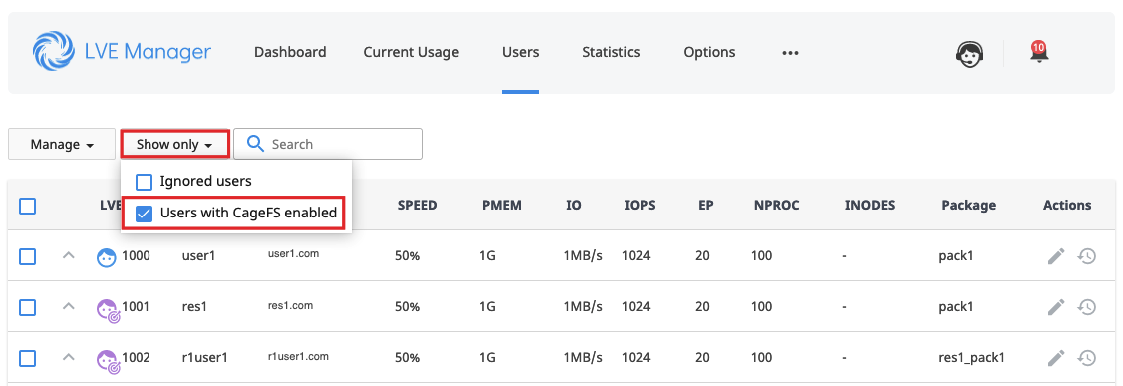 LVE Manager Dashboard Current Usage Users Statistics Options ••• 10
Manage Show only Search
Ignored users
Users with CageFS enabled
LVE SPEED PMEM IO IOPS EP NPROC INODES Package Actions
1000 user1 user1.com 50% 1G 1MB/s 1024 20 100 - pack1
1001 res1 res1.com 50% 1G 1MB/s 1024 20 100 - pack1
1002 r1user1 r1user1.com 50% 1G 1MB/s 1024 20 100 - res1_pack1